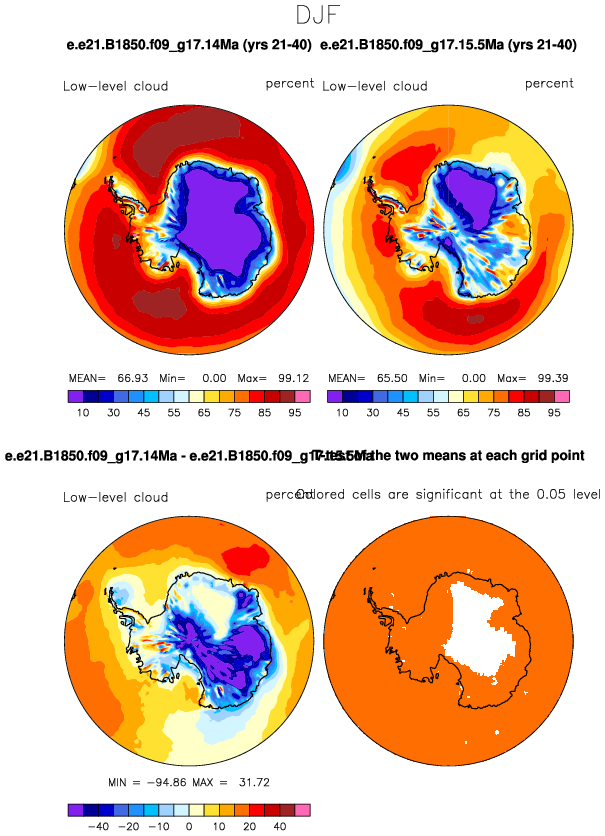 DJF
e.e21.B1850.f09_g17.14Ma (yrs 21-40) e.e21.B1850.f09_g17.15.5Ma (yrs 21-40)
Low-level cloud percent Low-level cloud percent
MEAN= 66.93 Min= 0.00 Max= 99.12 MEAN= 65.50 Min= 0.00 Max= 99.39
10 30 45 55 65 75 85 95 10 30 45 55 65 75 85 95
e.e21.B1850.f09_g17.14Ma - e.e21.B1850.f09_g17.15.5Ma T-test of the two means at each grid point
Low-level cloud percent Colored cells are significant at the 0.05 level
MIN = -94.86 MAX = 31.72
-40 -20 -10 0 10 20 40